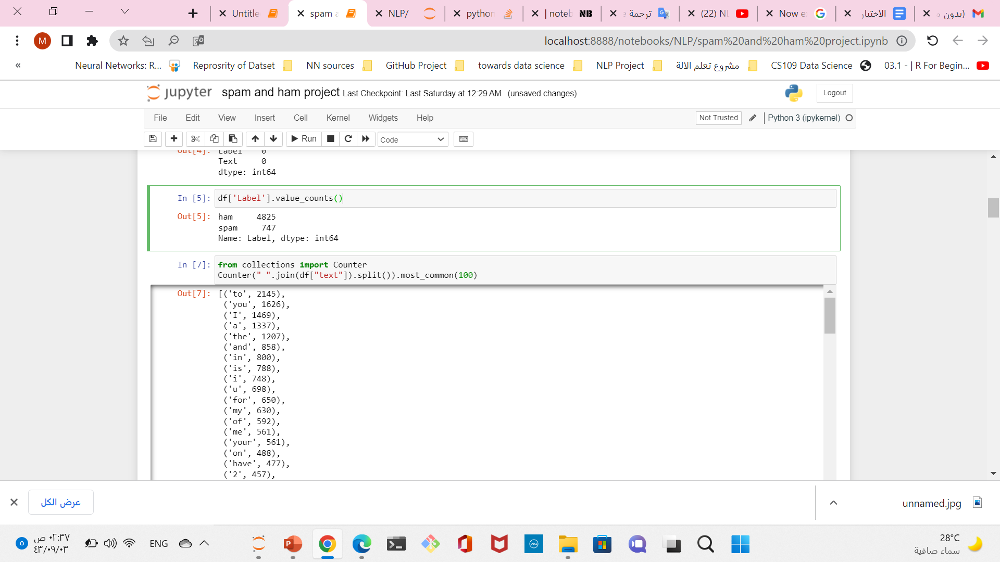 Untitle
spam a
NLP/
python
| noteb
ترجمة e
(22) NL
Now e
الاختبار
(بدون م
M
localhost:8888/notebooks/NLP/spam%20and%20ham%20project.ipynb
«
Neural Networks: R...
Reprosrity of Datset
NN sources
GitHub Project
towards data science
NLP Project
مشروع تعلم الالة
CS109 Data Science
03.1 - | R For Begin...
jupyter spam and ham project Last Checkpoint: Last Saturday at 12:29 AM (unsaved changes)
Logout
File Edit View Insert Cell Kernel Widgets Help
Not Trusted
Python 3 (ipykernel)
Run
Code
Out[4]: Label 0
Text 0
dtype: int64
In [5]: df['Label'].value_counts()
Out[5]: ham 4825
spam 747
Name: Label, dtype: int64
In [7]: from collections import Counter
Counter(" ".join(df["text"]).split()).most_common(100)
Out[7]: [('to', 2145),
('you', 1626),
('I', 1469),
('a', 1337),
('the', 1207),
('and', 858),
('in', 800),
('is', 788),
('i', 748),
('u', 698),
('for', 650),
('my', 630),
('of', 592),
('me', 561),
('your', 561),
('on', 488),
('have', 477),
('2', 457),
عرض الكل
unnamed.jpg
٠٢:٣٧ ص
٤٣/٠٩/٠٣
ENG
DELL
28°C
سماء صافية